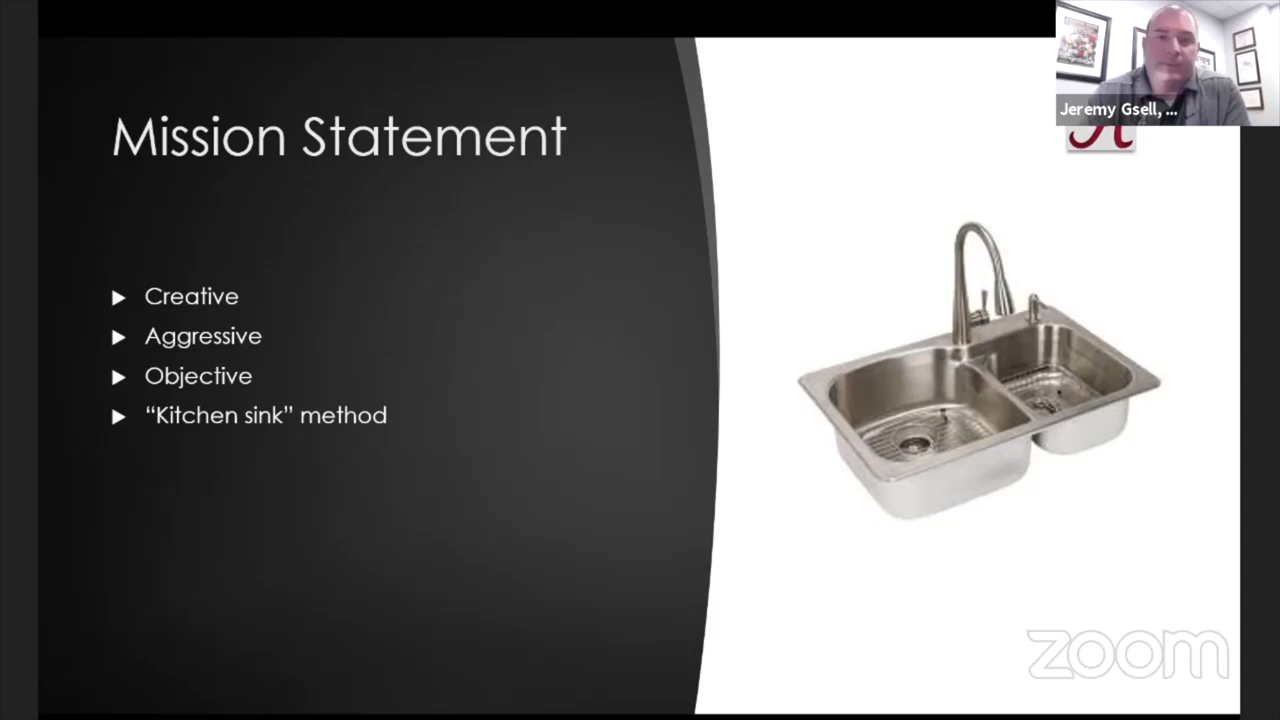 Mission Statement
Creative
Aggressive
Objective
“Kitchen sink” method
Jeremy Gsell, ...
zoom